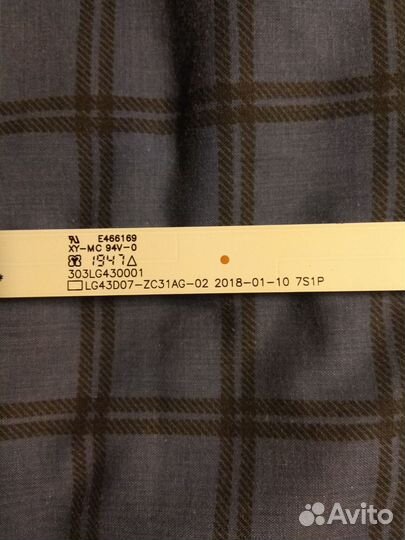 E466169
XY-MC 94V-0
1947
303LG430001
LG43D07-ZC31AG-02 2018-01-10 7S1P
Avito